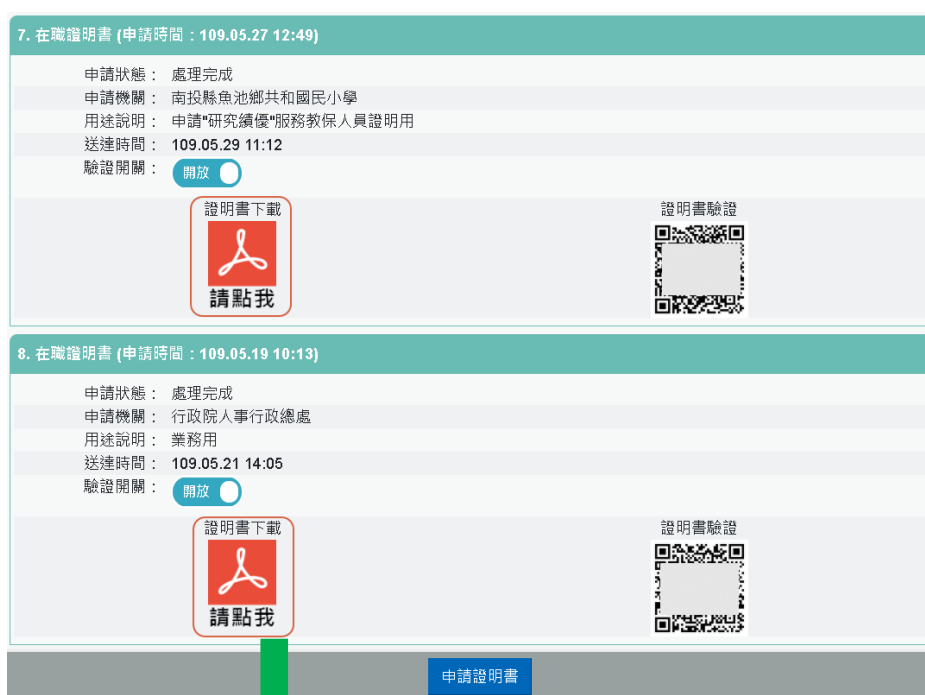 7. 在職證明書 (申請時間：109.05.27 12:49)
申請狀態： 處理完成
申請機關： 南投縣魚池鄉共和國民小學
用途說明： 申請"研究績優"服務教保人員證明用
送達時間： 109.05.29 11:12
驗證開關： 開放
證明書下載
請點我
證明書驗證
8. 在職證明書 (申請時間：109.05.19 10:13)
申請狀態： 處理完成
申請機關： 行政院人事行政總處
用途說明： 業務用
送達時間： 109.05.21 14:05
驗證開關： 開放
證明書下載
請點我
證明書驗證
申請證明書